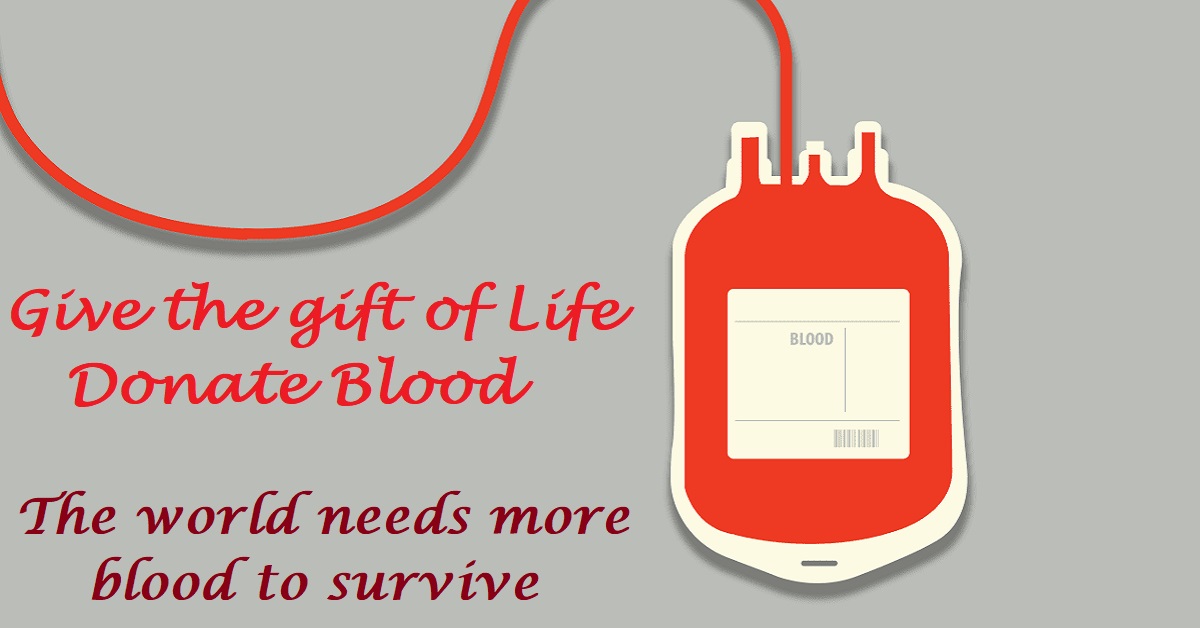 Give the gift of Life
Donate Blood
The world needs more
blood to survive
BLOOD